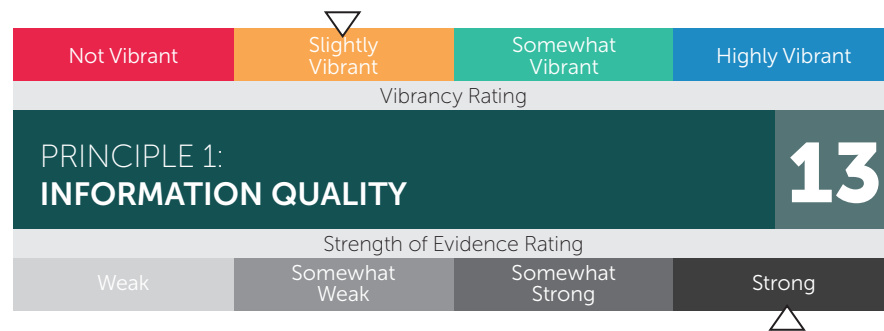 Not Vibrant
Slightly
Vibrant
Somewhat
Vibrant
Highly Vibrant
Vibrancy Rating
PRINCIPLE 1:
INFORMATION QUALITY
13
Strength of Evidence Rating
Weak
Somewhat
Weak
Somewhat
Strong
Strong